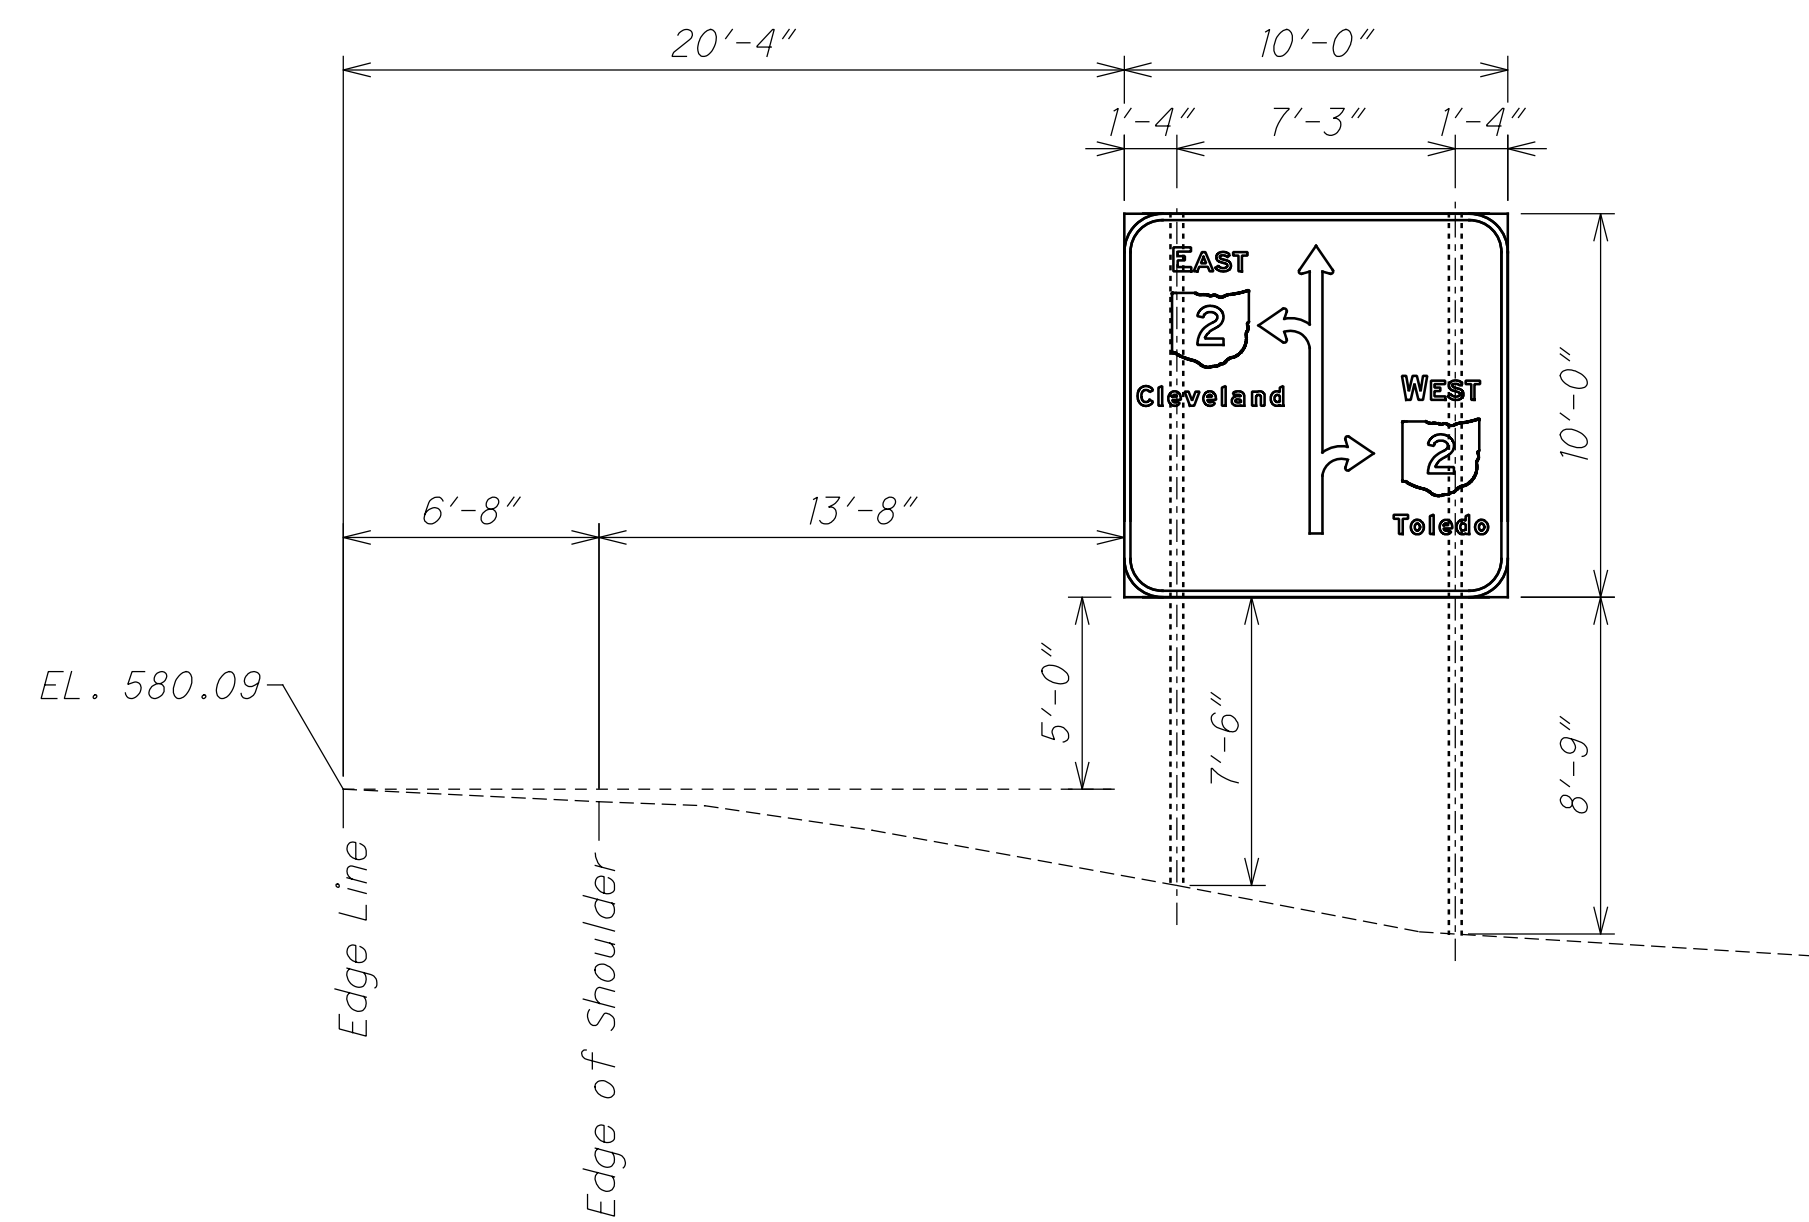 20'-4"
10'-0"
1'-4"
7'-3"
1'-4"
EAST
2
Cleveland
WEST
2
Toledo
10'-0"
6'-8"
13'-8"
EL. 580.09
5'-0"
7'-6"
8'-9"
Edge Line
Edge of Shoulder